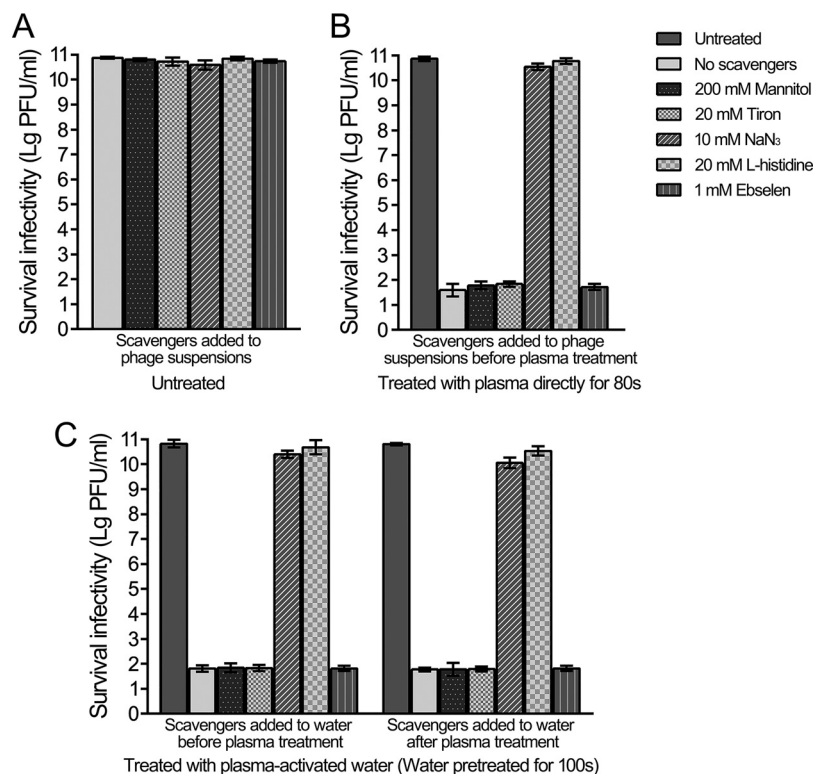 A
Survival infectivity (Lg PFU/ml)
11
10
9
8
7
6
5
4
3
2
1
0
Scavengers added to
phage suspensions
Untreated
B
Survival infectivity (Lg PFU/ml)
11
10
9
8
7
6
5
4
3
2
1
0
Scavengers added to phage
suspensions before plasma treatment
Treated with plasma directly for 80s
Untreated
No scavengers
200 mM Mannitol
20 mM Tiron
10 mM NaN₃
20 mM L-histidine
1 mM Ebselen
C
Survival infectivity (Lg PFU/ml)
11
10
9
8
7
6
5
4
3
2
1
0
Scavengers added to water
before plasma treatment
Scavengers added to water
after plasma treatment
Treated with plasma-activated water (Water pretreated for 100s)